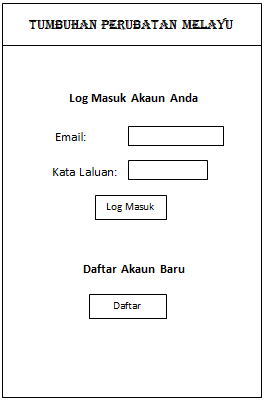 TUMBUHAN PERUBATAN MELAYU
Log Masuk Akaun Anda
Email:
Kata Laluan:
Log Masuk
Daftar Akaun Baru
Daftar